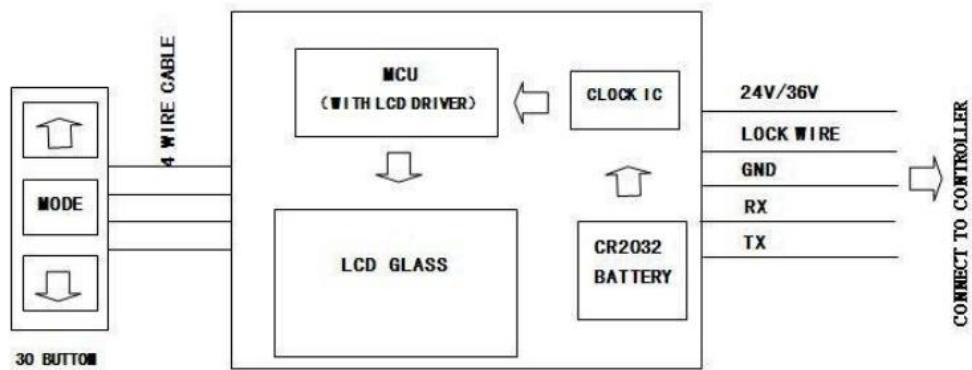 4 WIRE CABLE
MODE
30 BUTTON
MCU
(WITH LCD DRIVER)
CLOCK IC
LCD GLASS
CR2032
BATTERY
24V/36V
LOCK WIRE
GND
RX
TX
CONNECT TO CONTROLLER